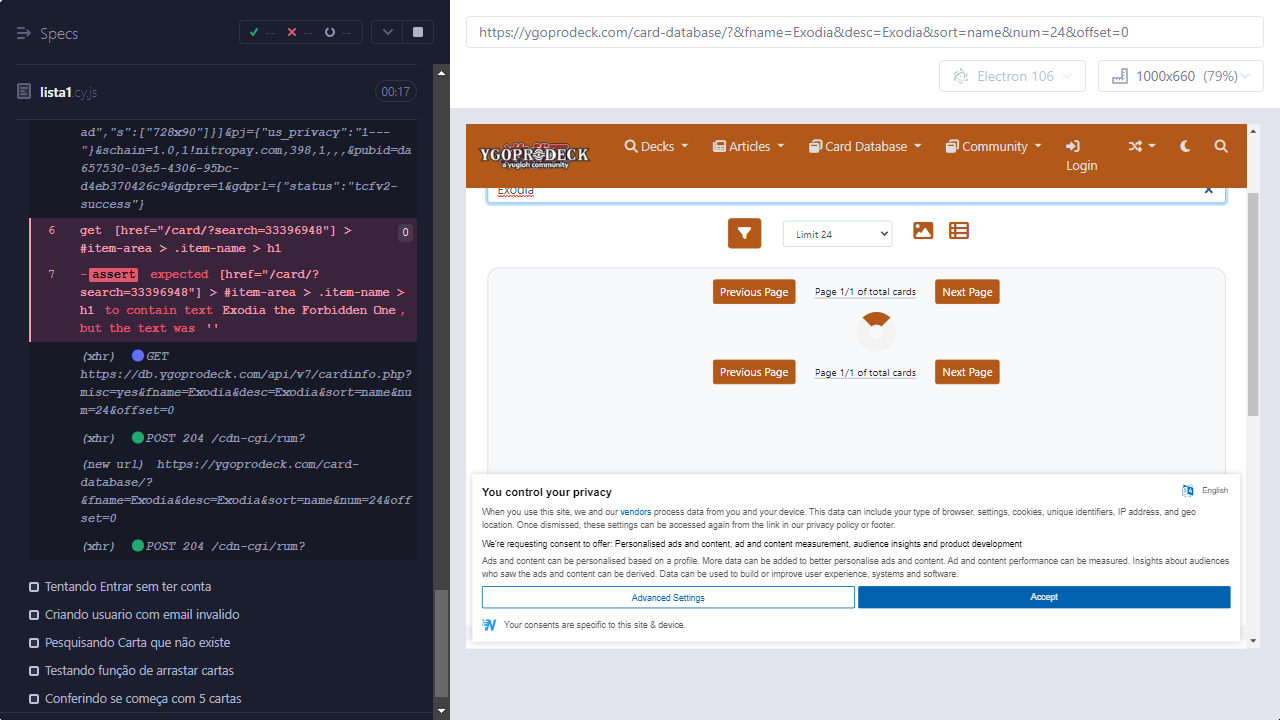 Specs
--
--
--
lista1.cy.js
00:17
ad","s":["728x90"]}]&pj={"us_privacy":"1---
"}&schain=1.0,1!nitropay.com,398,1,,,&pubid=da
657530-03e5-4306-95bc-
d4eb370426c9&gdpre=1&gdprl={"status":"tcfv2-
success"}
6 get [href="/card/?search=33396948"] > 0
#item-area > .item-name > h1
7 -assert expected [href="/card/?
search=33396948"] > #item-area > .item-name >
h1 to contain text Exodia the Forbidden One,
but the text was ''
(xhr) GET
https://db.ygoprodeck.com/api/v7/cardinfo.php?
misc=yes&fname=Exodia&desc=Exodia&sort=name&nu
m=24&offset=0
(xhr) POST 204 /cdn-cgi/rum?
(new url) https://ygoprodeck.com/card-
database/?
&fname=Exodia&desc=Exodia&sort=name&num=24&off
set=0
(xhr) POST 204 /cdn-cgi/rum?
Tentando Entrar sem ter conta
Criando usuario com email invalido
Pesquisando Carta que não existe
Testando função de arrastar cartas
Conferindo se começa com 5 cartas
https://ygoprodeck.com/card-database/?&fname=Exodia&desc=Exodia&sort=name&num=24&offset=0
Electron 106
1000x660 (79%)
YGOPRODECK
a yugioh community
Decks
Articles
Card Database
Community
Login
Exodia
Limit 24
Previous Page Page 1/1 of total cards Next Page
Previous Page Page 1/1 of total cards Next Page
You control your privacy
English
When you use this site, we and our vendors process data from you and your device. This data can include your type of browser, settings, cookies, unique identifiers, IP address, and geo
location. Once dismissed, these settings can be accessed again from the link in our privacy policy or footer.
We're requesting consent to offer: Personalised ads and content, ad and content measurement, audience insights and product development
Ads and content can be personalised based on a profile. More data can be added to better personalise ads and content. Ad and content performance can be measured. Insights about audiences
who saw the ads and content can be derived. Data can be used to build or improve user experience, systems and software.
Advanced Settings
Accept
Your consents are specific to this site & device.